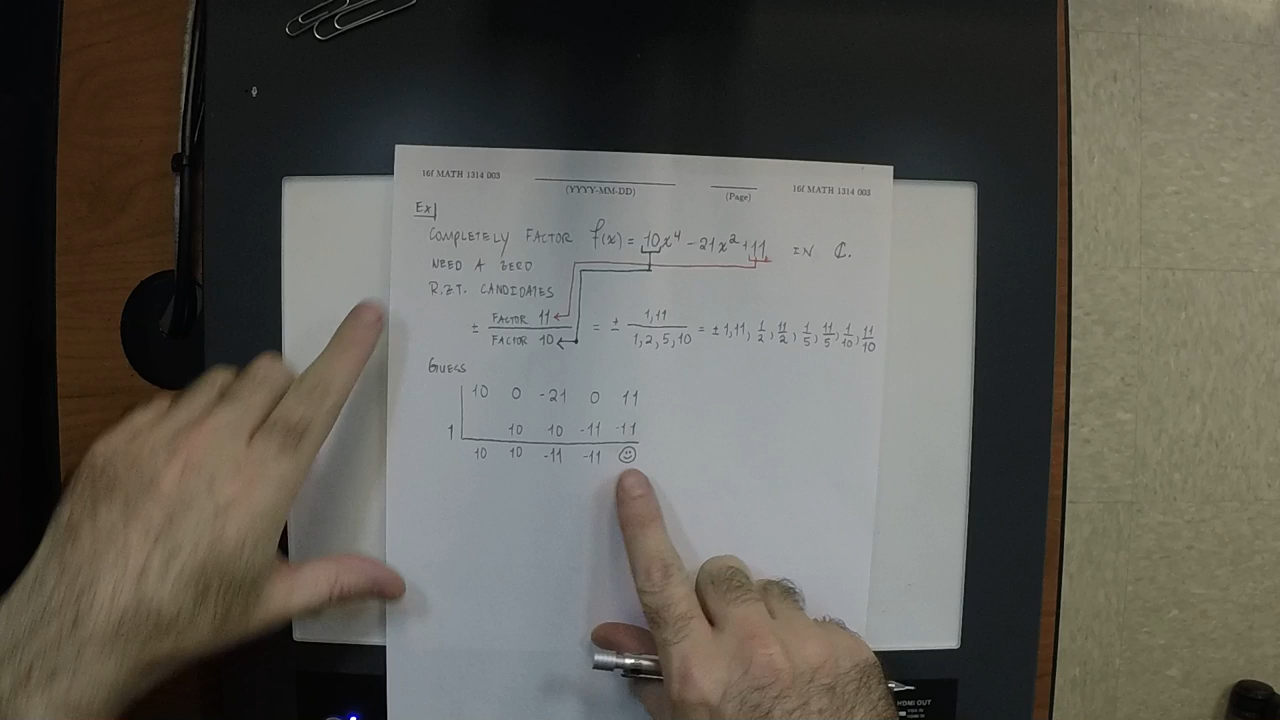 16f MATH 1314 003
(YYYY-MM-DD)
(Page)
16f MATH 1314 003
Ex
COMPLETELY FACTOR f(x) = 10x⁴ - 21x² + 11 IN ℂ.
NEED A ZERO
R.Z.T. CANDIDATES
± FACTOR 11 / FACTOR 10 = ± 1, 11 / 1, 2, 5, 10 = ± 1, 11, 1/2, 11/2, 1/5, 11/5, 1/10, 11/10
GUESS
10 0 -21 0 11
1 10 10 -11 -11
10 10 -11 -11 ☺
HDMI OUT